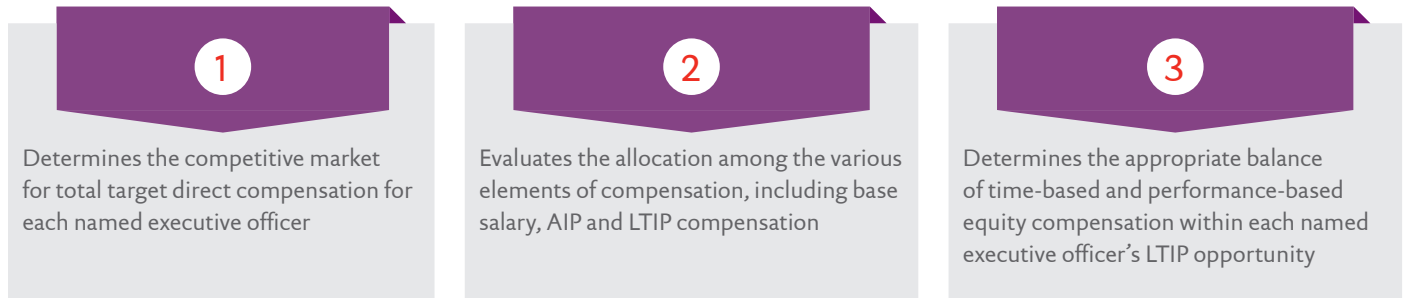 1
Determines the competitive market
for total target direct compensation for
each named executive officer
2
Evaluates the allocation among the various
elements of compensation, including base
salary, AIP and LTIP compensation
3
Determines the appropriate balance
of time-based and performance-based
equity compensation within each named
executive officer’s LTIP opportunity